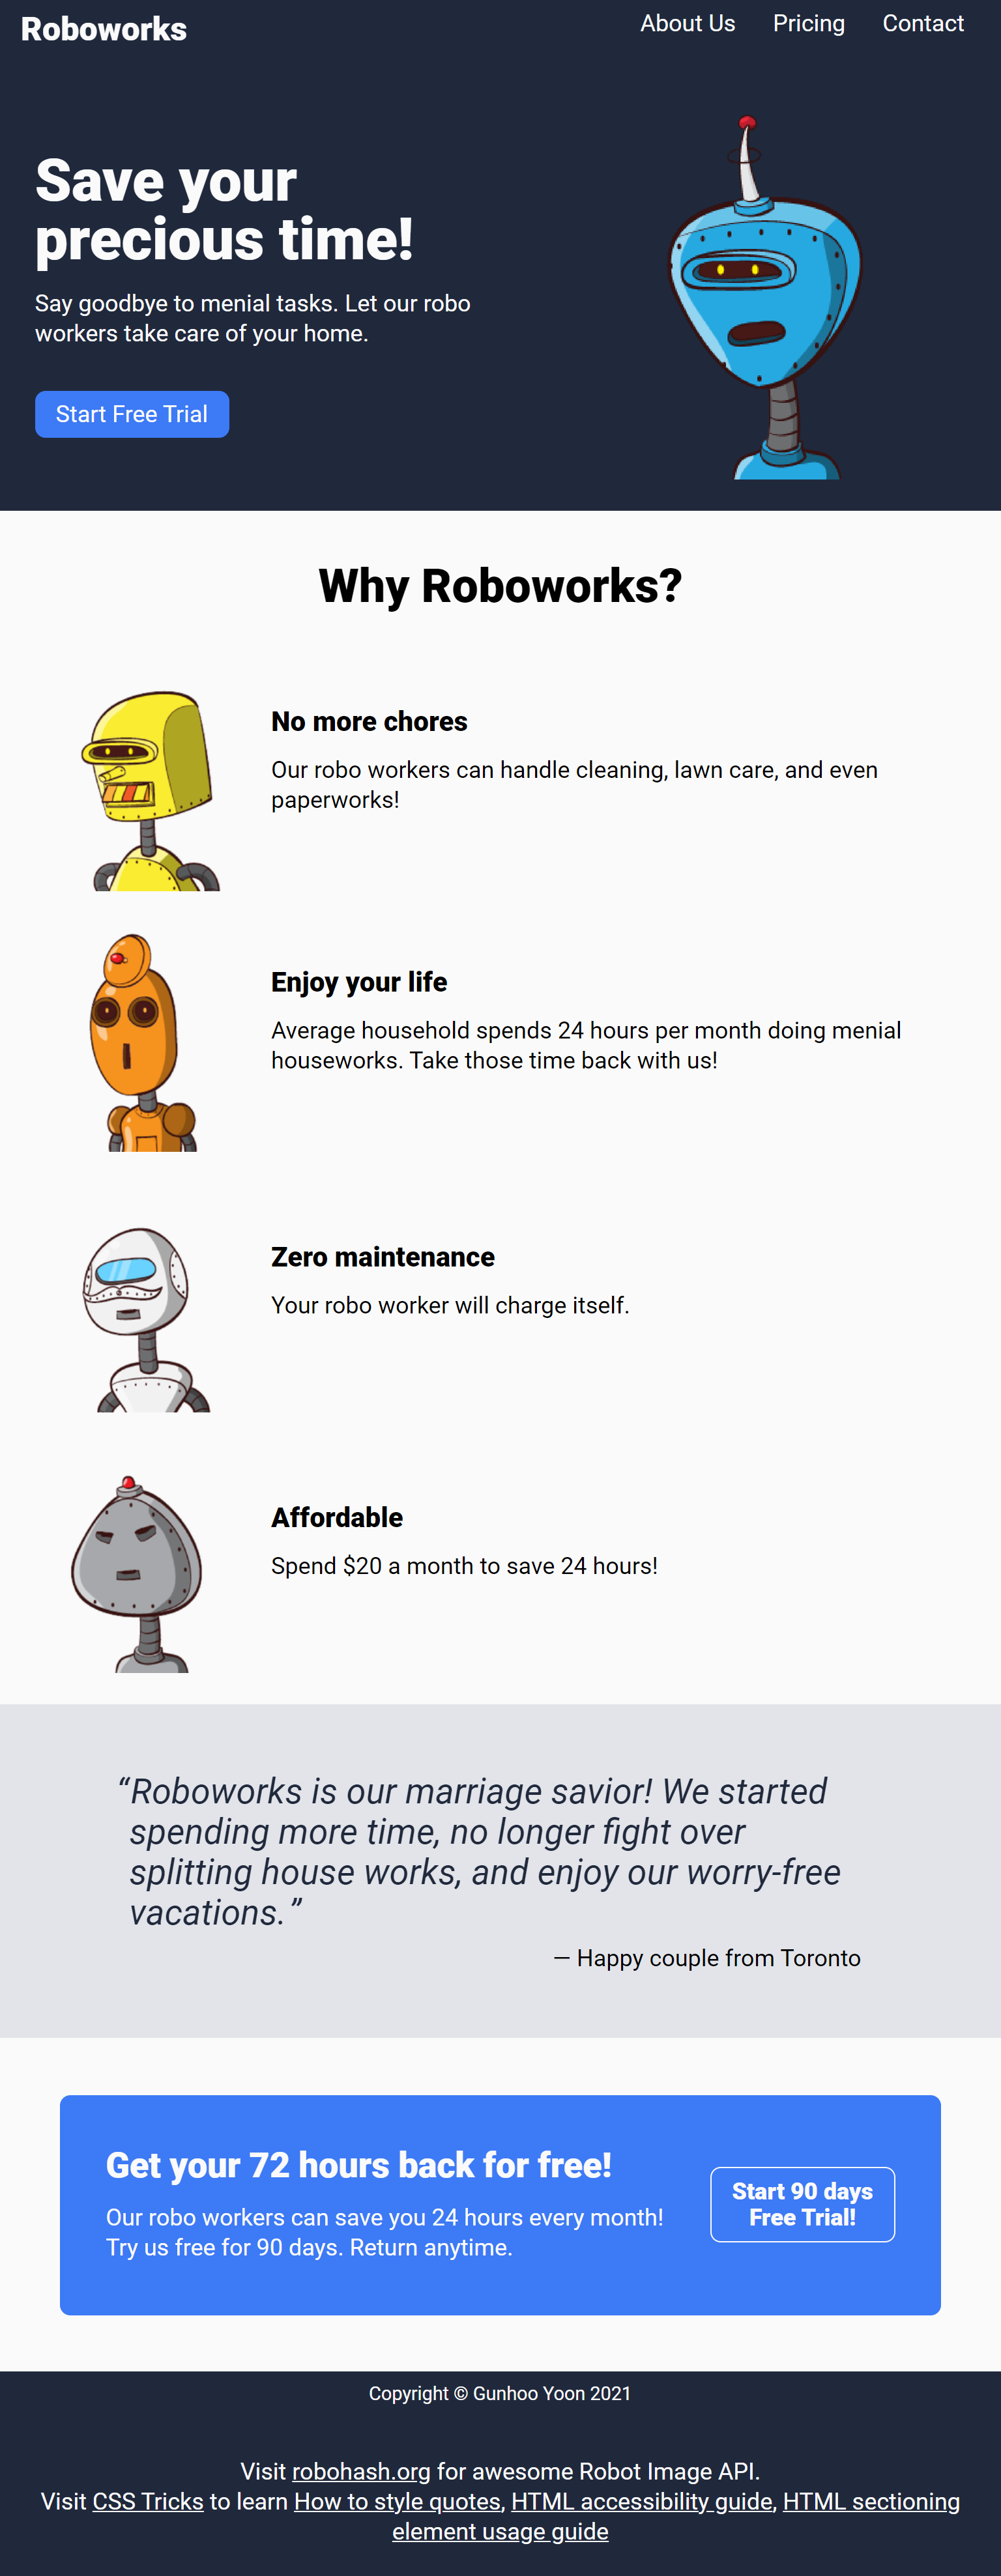 Roboworks
About Us Pricing Contact
Save your
precious time!
Say goodbye to menial tasks. Let our robo
workers take care of your home.
Start Free Trial
Why Roboworks?
No more chores
Our robo workers can handle cleaning, lawn care, and even
paperworks!
Enjoy your life
Average household spends 24 hours per month doing menial
houseworks. Take those time back with us!
Zero maintenance
Your robo worker will charge itself.
Affordable
Spend $20 a month to save 24 hours!
“Roboworks is our marriage savior! We started
spending more time, no longer fight over
splitting house works, and enjoy our worry-free
vacations.”
— Happy couple from Toronto
Get your 72 hours back for free!
Our robo workers can save you 24 hours every month!
Try us free for 90 days. Return anytime.
Start 90 days
Free Trial!
Copyright © Gunhoo Yoon 2021
Visit robohash.org for awesome Robot Image API.
Visit CSS Tricks to learn How to style quotes, HTML accessibility guide, HTML sectioning
element usage guide